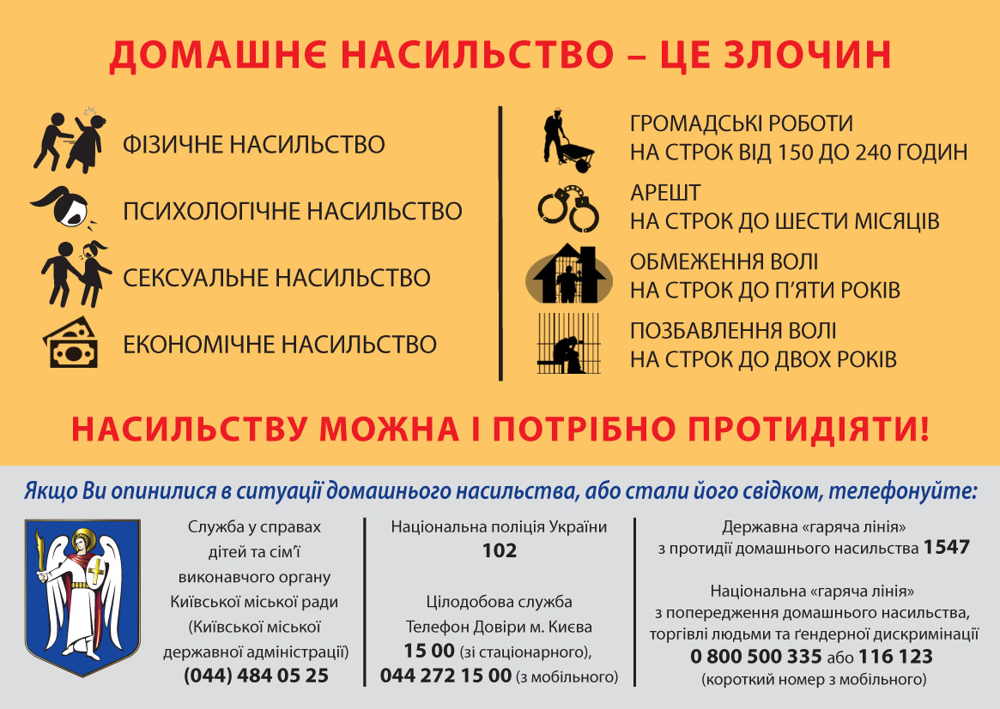 ДОМАШНЄ НАСИЛЬСТВО – ЦЕ ЗЛОЧИН
ФІЗИЧНЕ НАСИЛЬСТВО
ПСИХОЛОГІЧНЕ НАСИЛЬСТВО
СЕКСУАЛЬНЕ НАСИЛЬСТВО
ЕКОНОМІЧНЕ НАСИЛЬСТВО
ГРОМАДСЬКІ РОБОТИ
НА СТРОК ВІД 150 ДО 240 ГОДИН
АРЕШТ
НА СТРОК ДО ШЕСТИ МІСЯЦІВ
ОБМЕЖЕННЯ ВОЛІ
НА СТРОК ДО П’ЯТИ РОКІВ
ПОЗБАВЛЕННЯ ВОЛІ
НА СТРОК ДО ДВОХ РОКІВ
НАСИЛЬСТВУ МОЖНА І ПОТРІБНО ПРОТИДІЯТИ!
Якщо Ви опинилися в ситуації домашнього насильства, або стали його свідком, телефонуйте:
Служба у справах
дітей та сім’ї
виконавчого органу
Київської міської ради
(Київської міської
державної адміністрації)
(044) 484 05 25
Національна поліція України
102
Цілодобова служба
Телефон Довіри м. Києва
15 00 (зі стаціонарного),
044 272 15 00 (з мобільного)
Державна «гаряча лінія»
з протидії домашнього насильства 1547
Національна «гаряча лінія»
з попередження домашнього насильства,
торгівлі людьми та ґендерної дискримінації
0 800 500 335 або 116 123
(короткий номер з мобільного)